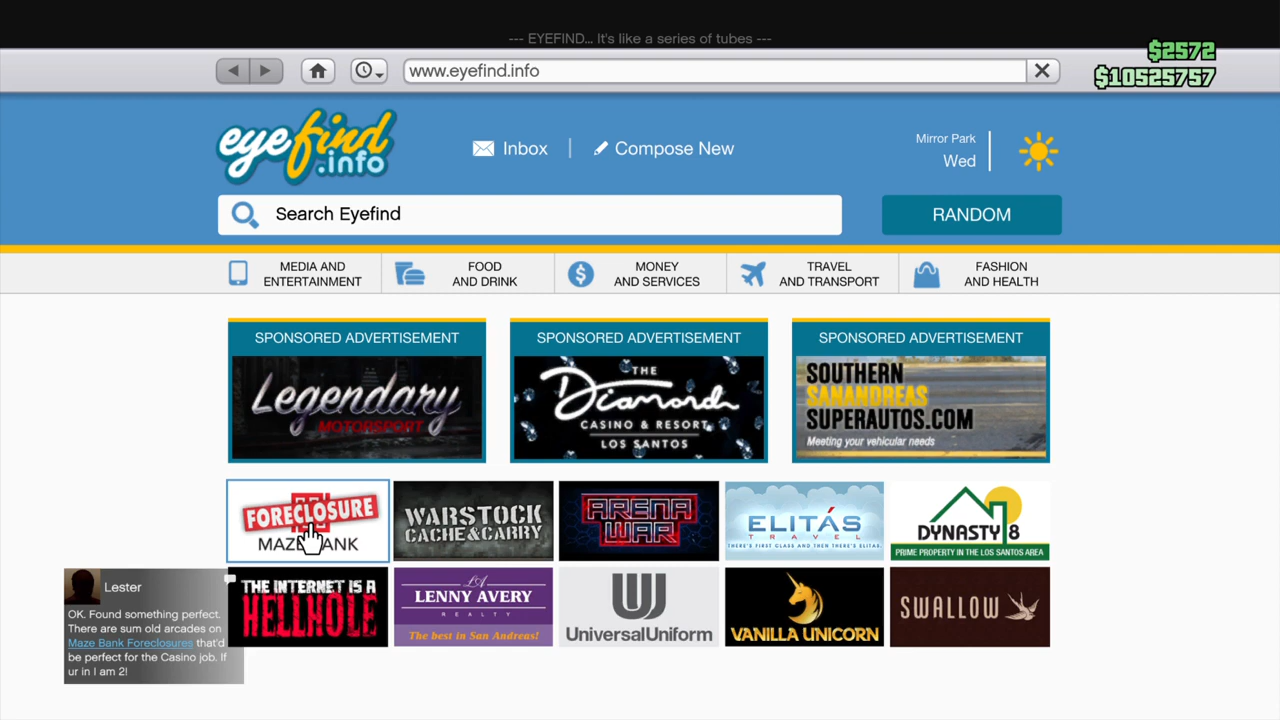 --- EYEFIND... It's like a series of tubes ---
$2572
www.eyefind.info
$10525757
eyefind
.info
Inbox
Compose New
Mirror Park
Wed
Search Eyefind
RANDOM
MEDIA AND
ENTERTAINMENT
FOOD
AND DRINK
MONEY
AND SERVICES
TRAVEL
AND TRANSPORT
FASHION
AND HEALTH
SPONSORED ADVERTISEMENT
Legendary
MOTORSPORT
SPONSORED ADVERTISEMENT
THE
Diamond
CASINO & RESORT
LOS SANTOS
SPONSORED ADVERTISEMENT
SOUTHERN
SANANDREAS
SUPERAUTOS.COM
Meeting your vehicular needs
FORECLOSURE
MAZE BANK
WARSTOCK
CACHE&CARRY
ARENA
WAR
ELITÁS
TRAVEL
THERE'S FIRST CLASS AND THEN THERE'S ELITAS.
DYNASTY 8
PRIME PROPERTY IN THE LOS SANTOS AREA
THE INTERNET IS A
HELLHOLE
LA
LENNY AVERY
REALTY
The best in San Andreas!
UniversalUniform
VANILLA UNICORN
SWALLOW
Lester
OK. Found something perfect.
There are sum old arcades on
Maze Bank Foreclosures that'd
be perfect for the Casino job. If
ur in I am 2!